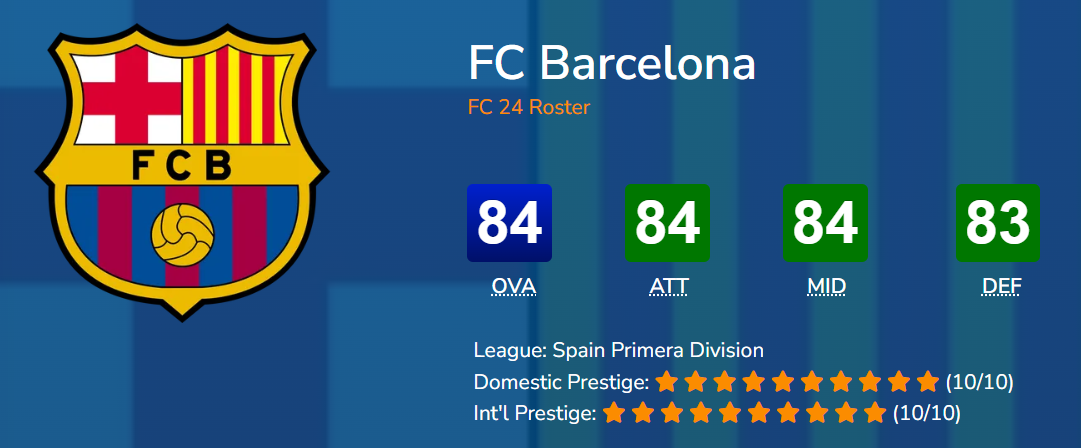 FCB
FC Barcelona
FC 24 Roster
84 84 84 83
OVA ATT MID DEF
League: Spain Primera Division
Domestic Prestige: (10/10)
Int'l Prestige: (10/10)